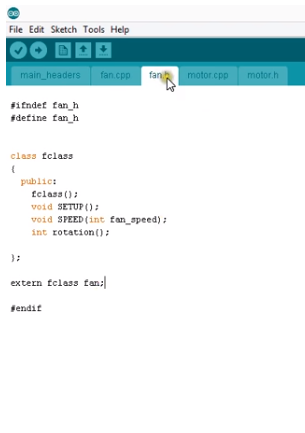 File Edit Sketch Tools Help
main_headers fan.cpp fan.h motor.cpp motor.h
#ifndef fan_h
#define fan_h
class fclass
{
public:
fclass();
void SETUP();
void SPEED(int fan_speed);
int rotation();
};
extern fclass fan;
#endif